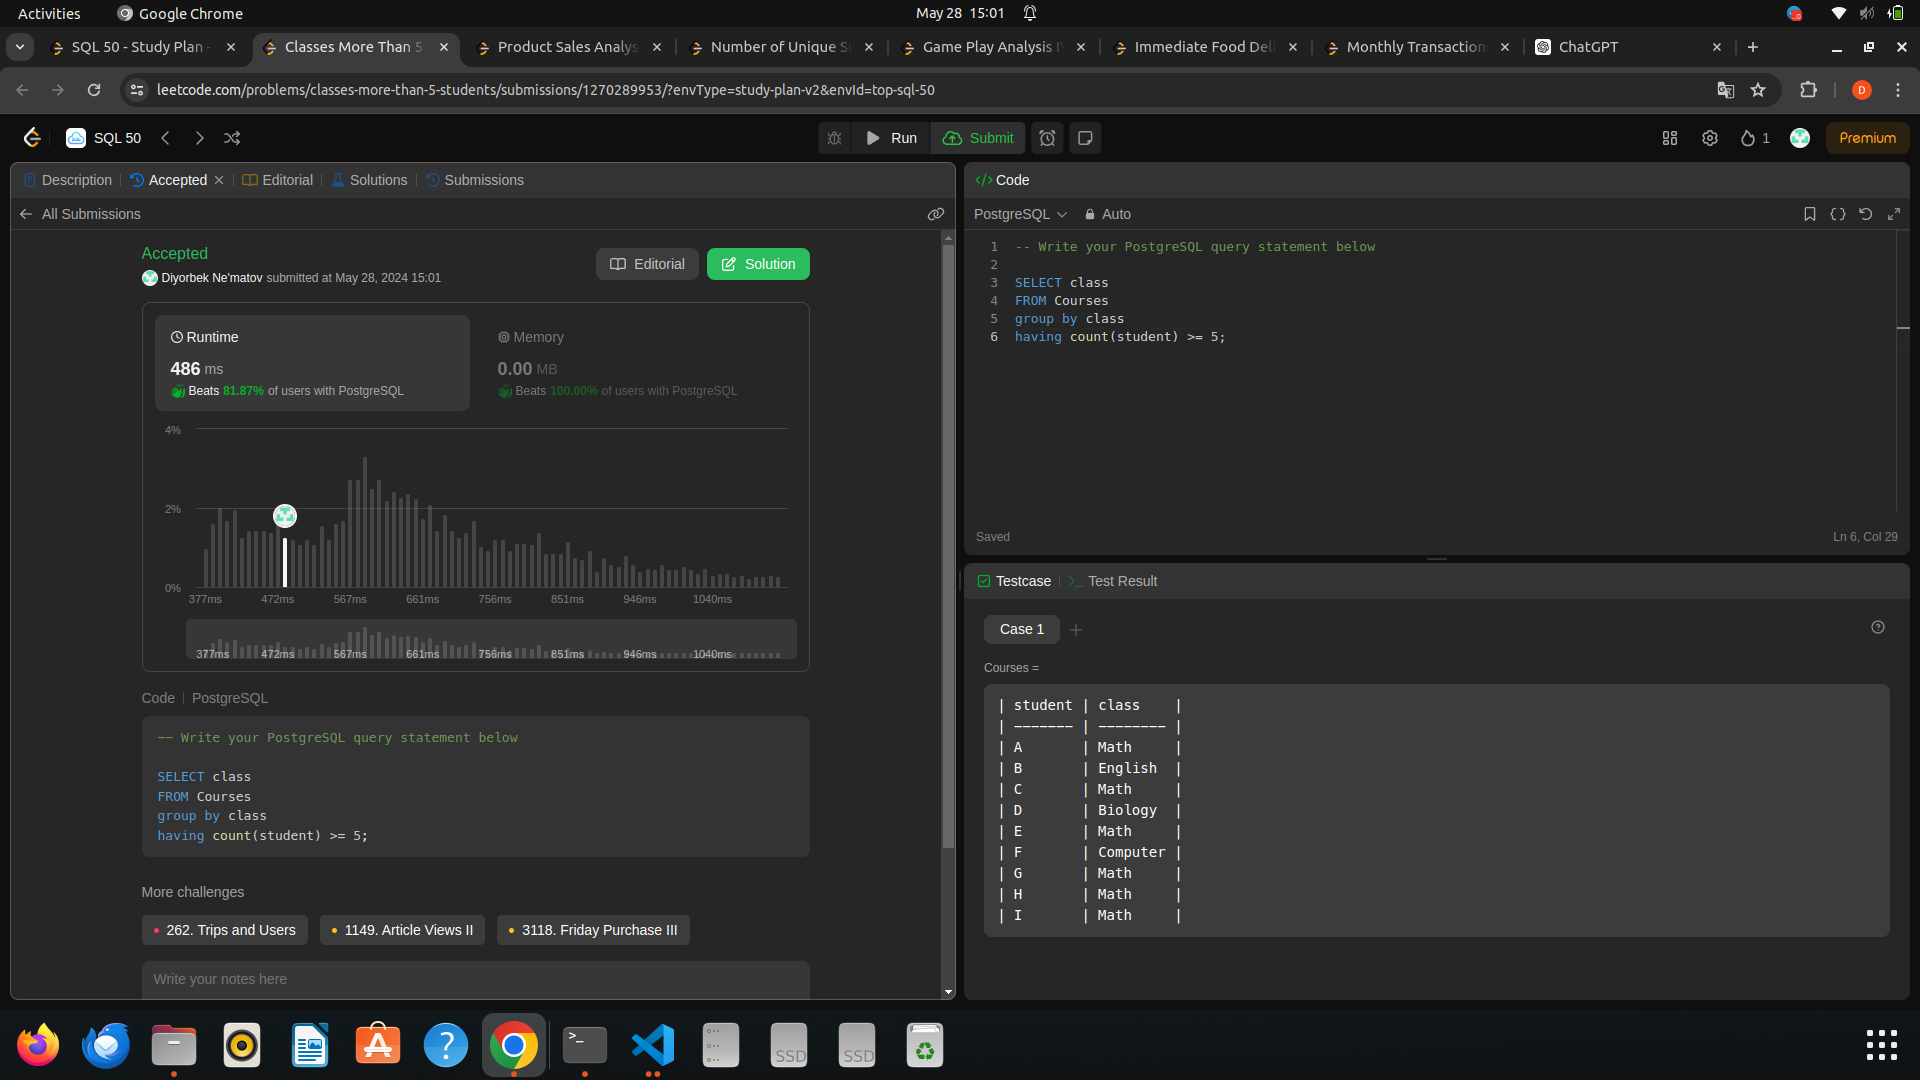 Activities
Google Chrome
May 28 15:01
SQL 50 - Study Plan -
Classes More Than 5
Product Sales Analys
Number of Unique S
Game Play Analysis I
Immediate Food Deli
Monthly Transaction
ChatGPT
leetcode.com/problems/classes-more-than-5-students/submissions/1270289953/?envType=study-plan-v2&envId=top-sql-50
D
SQL 50
Run
Submit
1
Premium
Description
Accepted
Editorial
Solutions
Submissions
All Submissions
Accepted
Diyorbek Ne'matov submitted at May 28, 2024 15:01
Editorial
Solution
Runtime
486 ms
Beats 81.87% of users with PostgreSQL
Memory
0.00 MB
Beats 100.00% of users with PostgreSQL
4%
2%
0%
377ms 472ms 567ms 661ms 756ms 851ms 946ms 1040ms
377ms 472ms 567ms 661ms 756ms 851ms 946ms 1040ms
Code | PostgreSQL
-- Write your PostgreSQL query statement below
SELECT class
FROM Courses
group by class
having count(student) >= 5;
More challenges
262. Trips and Users
1149. Article Views II
3118. Friday Purchase III
Write your notes here
</> Code
PostgreSQL
Auto
1 -- Write your PostgreSQL query statement below
2
3 SELECT class
4 FROM Courses
5 group by class
6 having count(student) >= 5;
Saved
Ln 6, Col 29
Testcase
>_ Test Result
Case 1
Courses =
| student | class |
| ------- | -------- |
| A | Math |
| B | English |
| C | Math |
| D | Biology |
| E | Math |
| F | Computer |
| G | Math |
| H | Math |
| I | Math |
SSD
SSD